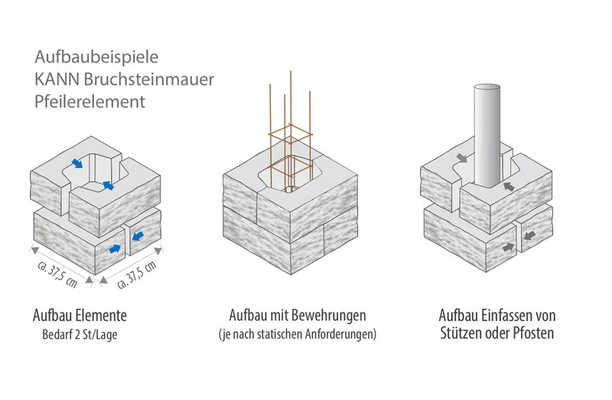 Aufbaubeispiele
KANN Bruchsteinmauer
Pfeilerelement
ca. 37,5 cm
ca. 37,5 cm
Aufbau Elemente
Bedarf 2 St/Lage
Aufbau mit Bewehrungen
(je nach statischen Anforderungen)
Aufbau Einfassen von
Stützen oder Pfosten